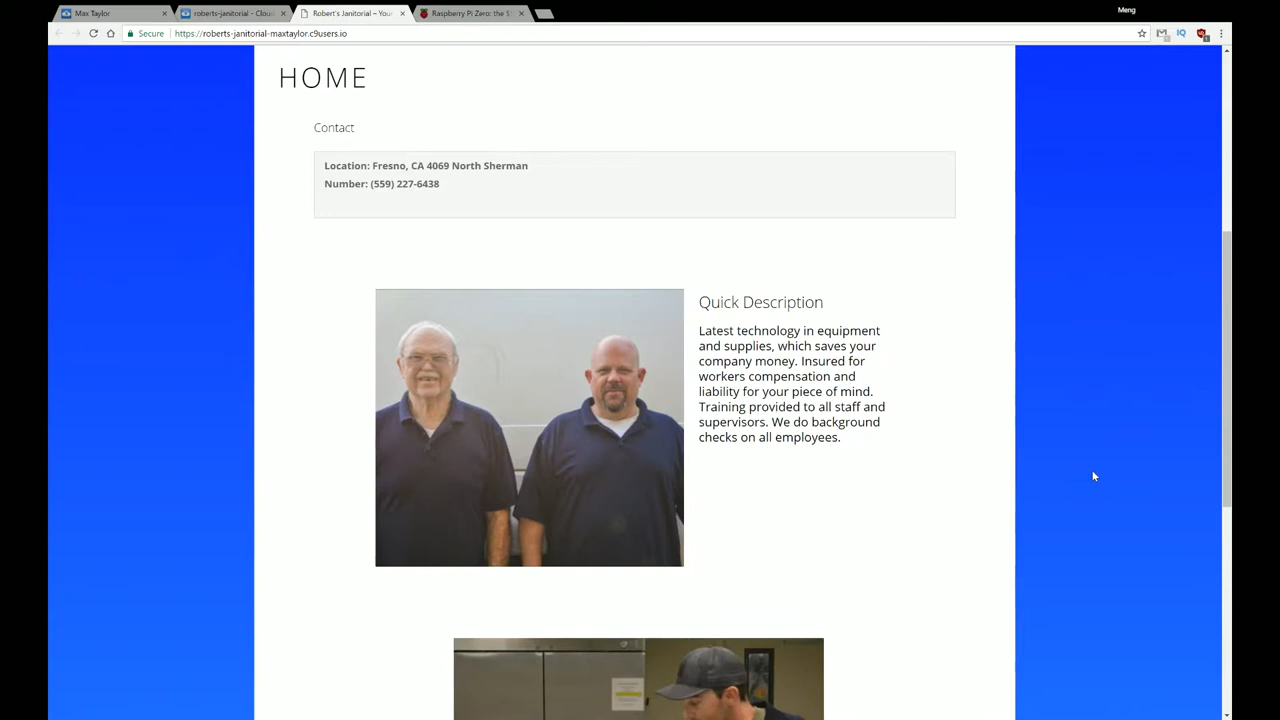 Meng
Max Taylor
roberts-janitorial - Cloud
Robert's Janitorial – Your
Raspberry Pi Zero: the $5
Secure
https://roberts-janitorial-maxtaylor.c9users.io
HOME
Contact
Location: Fresno, CA 4069 North Sherman
Number: (559) 227-6438
Quick Description
Latest technology in equipment
and supplies, which saves your
company money. Insured for
workers compensation and
liability for your piece of mind.
Training provided to all staff and
supervisors. We do background
checks on all employees.